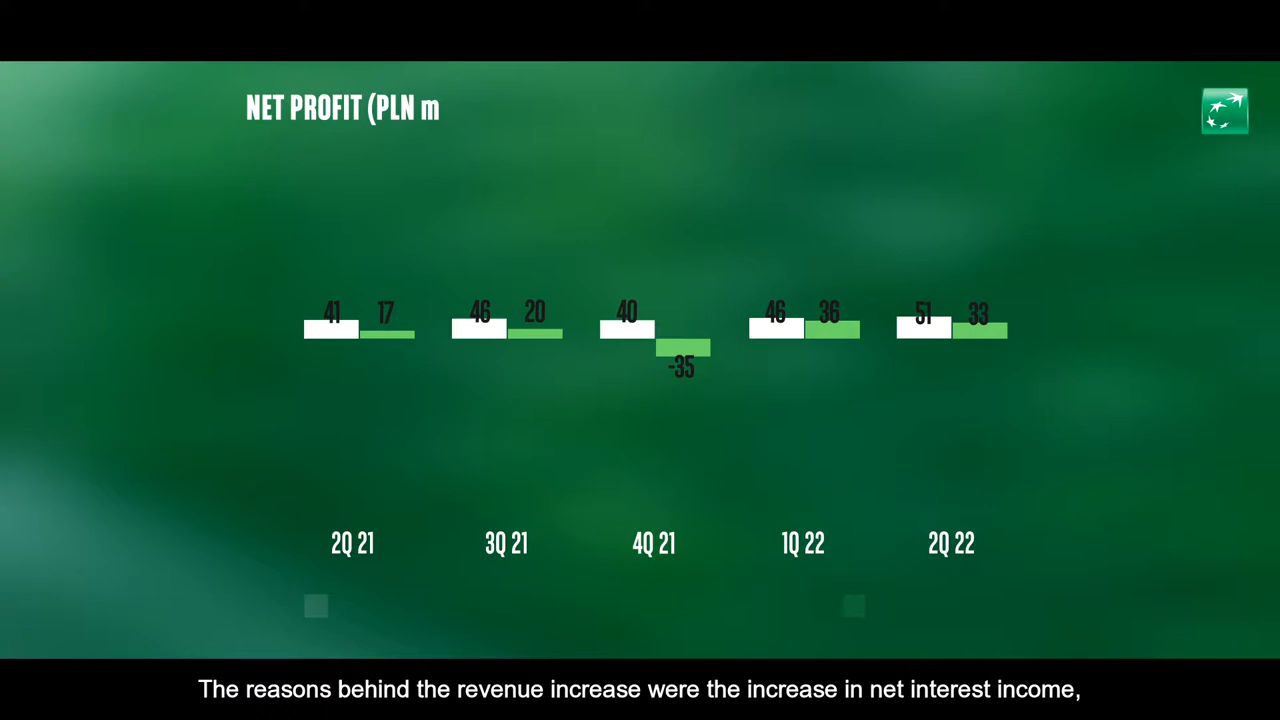 NET PROFIT (PLN m
41 17 46 20 40 46 36 51 33
-35
2Q 21 3Q 21 4Q 21 1Q 22 2Q 22
The reasons behind the revenue increase were the increase in net interest income,